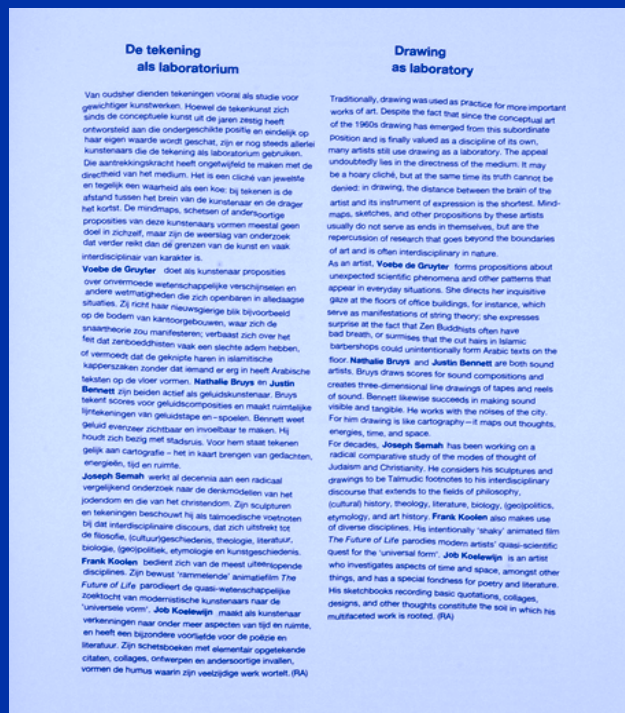 De tekening
als laboratorium
Van oudsher dienden tekeningen vooral als studie voor
gewichtiger kunstwerken. Hoewel de tekenkunst zich
sinds de conceptuele kunst uit de jaren zestig heeft
ontworsteld aan die ondergeschikte positie en eindelijk op
haar eigen waarde wordt geschat, zijn er nog steeds allerlei
kunstenaars die de tekening als laboratorium gebruiken.
Die aantrekkingskracht heeft ongetwijfeld te maken met de
directheid van het medium. Het is een cliché van jewelste
en tegelijk een waarheid als een koe: bij tekenen is de
afstand tussen het brein van de kunstenaar en de drager
het kortst. De mindmaps, schetsen of andersoortige
proposities van deze kunstenaars vormen meestal geen
doel in zichzelf, maar zijn de weerslag van onderzoek
dat verder reikt dan de grenzen van de kunst en vaak
interdisciplinair van karakter is.
Voebe de Gruyter doet als kunstenaar proposities
over onvermoede wetenschappelijke verschijnselen en
andere wetmatigheden die zich openbaren in alledaagse
situaties. Zij richt haar nieuwsgierige blik bijvoorbeeld
op de bodem van kantoorgebouwen, waar zich de
snaartheorie zou manifesteren; verbaast zich over het
feit dat zenboeddhisten vaak een slechte adem hebben,
of vermoedt dat de geknipte haren in islamitische
kapperszaken zonder dat iemand er erg in heeft Arabische
teksten op de vloer vormen. Nathalie Bruys en Justin
Bennett zijn beiden actief als geluidskunstenaar. Bruys
tekent scores voor geluidscomposities en maakt ruimtelijke
lijntekeningen van geluidstape en –spoelen. Bennett weet
geluid evenzeer zichtbaar en invoelbaar te maken. Hij
houdt zich bezig met stadsruis. Voor hem staat tekenen
gelijk aan cartografie – het in kaart brengen van gedachten,
energieën, tijd en ruimte.
Joseph Semah werkt al decennia aan een radicaal
vergelijkend onderzoek naar de denkmodellen van het
jodendom en die van het christendom. Zijn sculpturen
en tekeningen beschouwt hij als talmoedische voetnoten
bij dat interdisciplinaire discours, dat zich uitstrekt tot
de filosofie, (cultuur)geschiedenis, theologie, literatuur,
biologie, (geo)politiek, etymologie en kunstgeschiedenis.
Frank Koolen bedient zich van de meest uiteenlopende
disciplines. Zijn bewust 'rammelende' animatiefilm The
Future of Life parodieert de quasi-wetenschappelijke
zoektocht van modernistische kunstenaars naar de
'universele vorm'. Job Koelewijn maakt als kunstenaar
verkenningen naar onder meer aspecten van tijd en ruimte,
en heeft een bijzondere voorliefde voor de poëzie en
literatuur. Zijn schetsboeken met elementair opgetekende
citaten, collages, ontwerpen en andersoortige invallen,
vormen de humus waarin zijn veelzijdige werk wortelt. (RA)
Drawing
as laboratory
Traditionally, drawing was used as practice for more important
works of art. Despite the fact that since the conceptual art
of the 1960s drawing has emerged from this subordinate
position and is finally valued as a discipline of its own,
many artists still use drawing as a laboratory. The appeal
undoubtedly lies in the directness of the medium. It may
be a hoary cliché, but at the same time its truth cannot be
denied: in drawing, the distance between the brain of the
artist and its instrument of expression is the shortest. Mind-
maps, sketches, and other propositions by these artists
usually do not serve as ends in themselves, but are the
repercussion of research that goes beyond the boundaries
of art and is often interdisciplinary in nature.
As an artist, Voebe de Gruyter forms propositions about
unexpected scientific phenomena and other patterns that
appear in everyday situations. She directs her inquisitive
gaze at the floors of office buildings, for instance, which
serve as manifestations of string theory; she expresses
surprise at the fact that Zen Buddhists often have
bad breath, or surmises that the cut hairs in Islamic
barbershops could unintentionally form Arabic texts on the
floor. Nathalie Bruys and Justin Bennett are both sound
artists. Bruys draws scores for sound compositions and
creates three-dimensional line drawings of tapes and reels
of sound. Bennett likewise succeeds in making sound
visible and tangible. He works with the noises of the city.
For him drawing is like cartography—it maps out thoughts,
energies, time, and space.
For decades, Joseph Semah has been working on a
radical comparative study of the modes of thought of
Judaism and Christianity. He considers his sculptures and
drawings to be Talmudic footnotes to his interdisciplinary
discourse that extends to the fields of philosophy,
(cultural) history, theology, literature, biology, (geo)politics,
etymology, and art history. Frank Koolen also makes use
of diverse disciplines. His intentionally 'shaky' animated film
The Future of Life parodies modern artists' quasi-scientific
quest for the 'universal form'. Job Koelewijn is an artist
who investigates aspects of time and space, amongst other
things, and has a special fondness for poetry and literature.
His sketchbooks recording basic quotations, collages,
designs, and other thoughts constitute the soil in which his
multifaceted work is rooted. (RA)